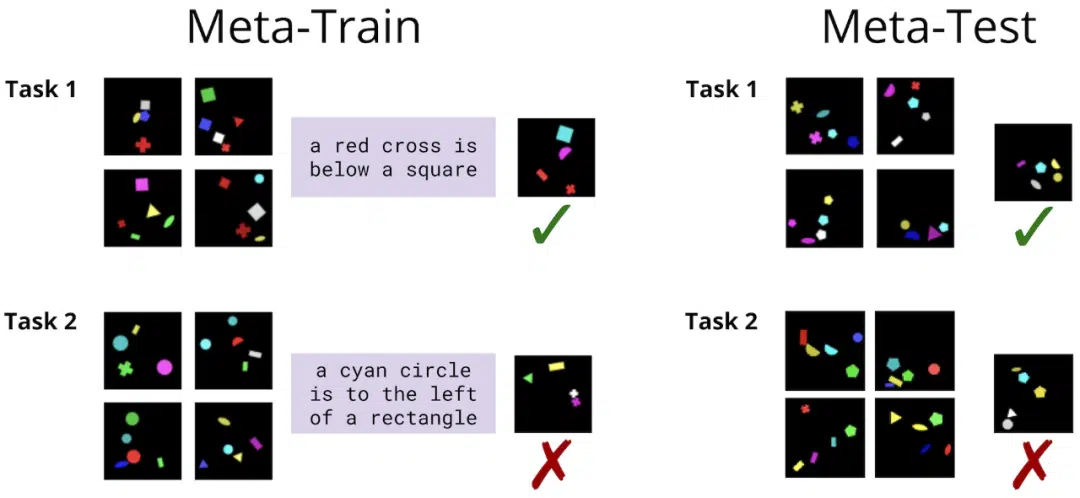 Meta-Train
Meta-Test
Task 1
a red cross is
below a square
Task 1
Task 2
a cyan circle
is to the left
of a rectangle
Task 2